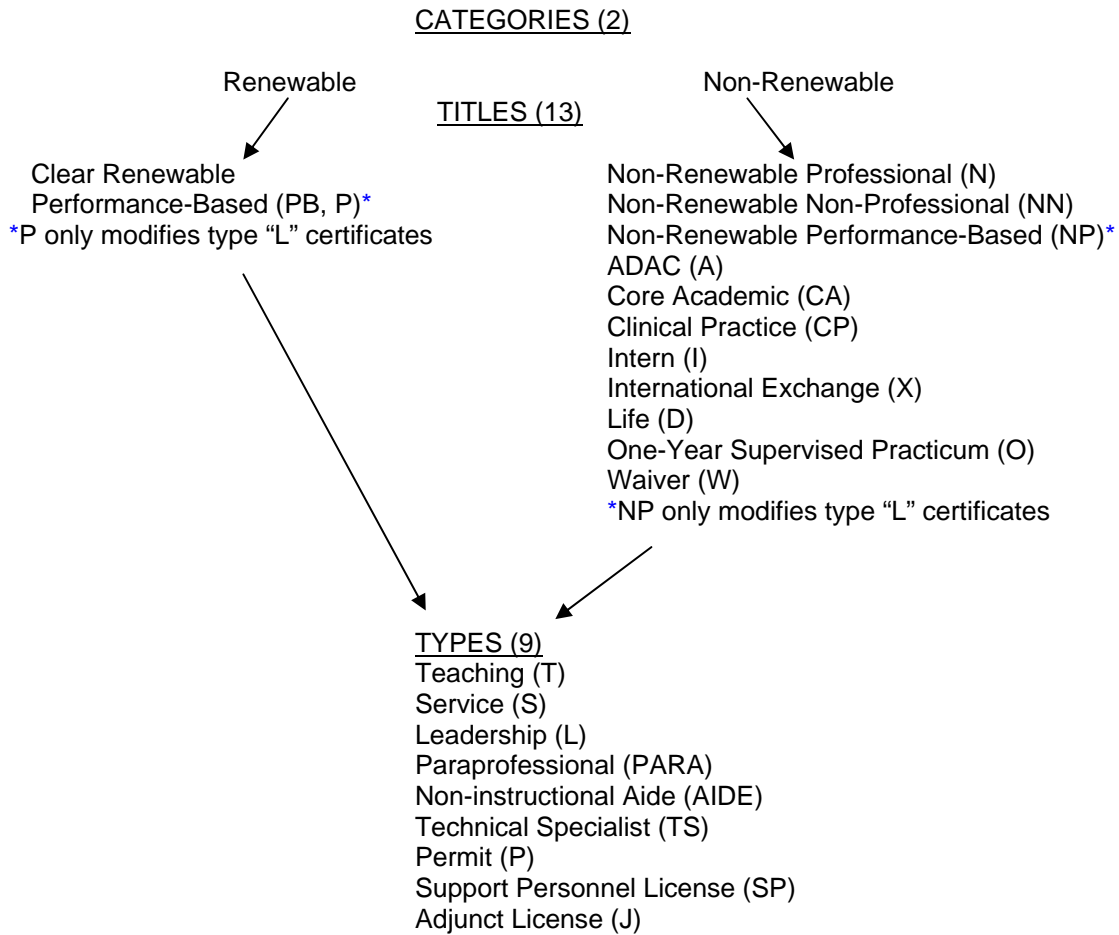 CATEGORIES (2)
Renewable
Non-Renewable
TITLES (13)
Clear Renewable
Performance-Based (PB, P)*
*P only modifies type “L” certificates
Non-Renewable Professional (N)
Non-Renewable Non-Professional (NN)
Non-Renewable Performance-Based (NP)*
ADAC (A)
Core Academic (CA)
Clinical Practice (CP)
Intern (I)
International Exchange (X)
Life (D)
One-Year Supervised Practicum (O)
Waiver (W)
*NP only modifies type “L” certificates
TYPES (9)
Teaching (T)
Service (S)
Leadership (L)
Paraprofessional (PARA)
Non-instructional Aide (AIDE)
Technical Specialist (TS)
Permit (P)
Support Personnel License (SP)
Adjunct License (J)